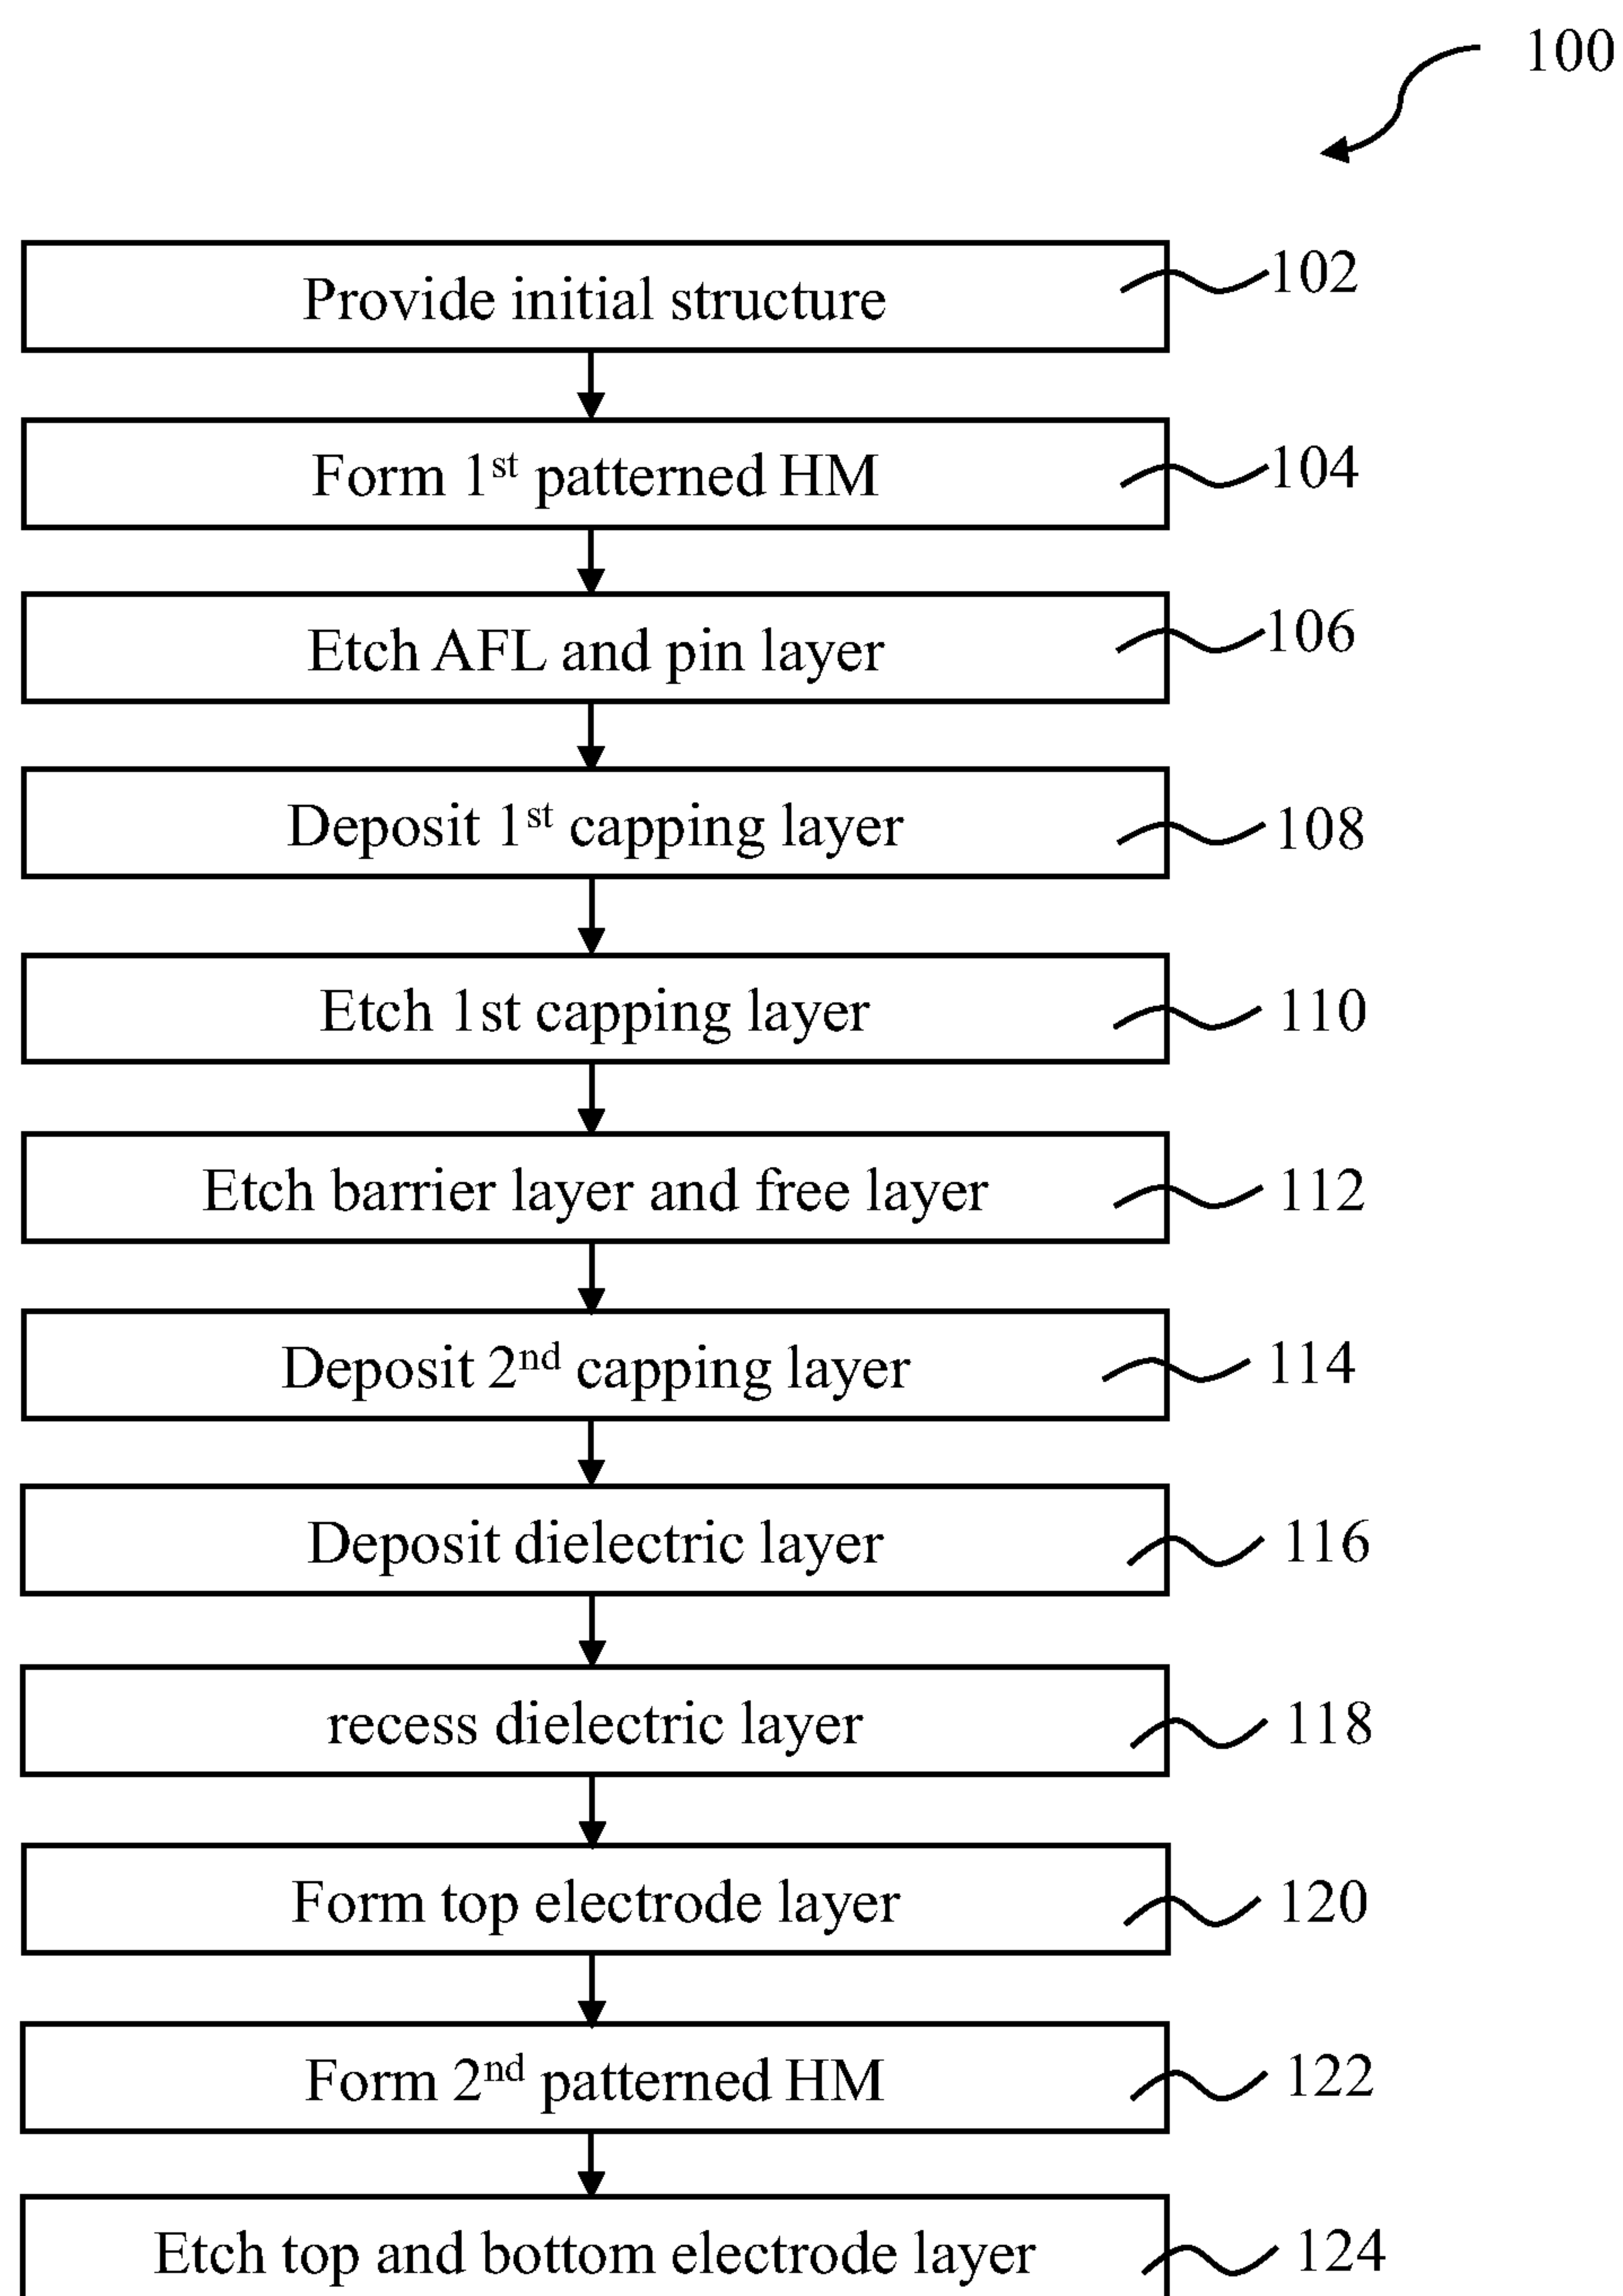 100
Provide initial structure 102
Form 1st patterned HM 104
Etch AFL and pin layer 106
Deposit 1st capping layer 108
Etch 1st capping layer 110
Etch barrier layer and free layer 112
Deposit 2nd capping layer 114
Deposit dielectric layer 116
recess dielectric layer 118
Form top electrode layer 120
Form 2nd patterned HM 122
Etch top and bottom electrode layer 124